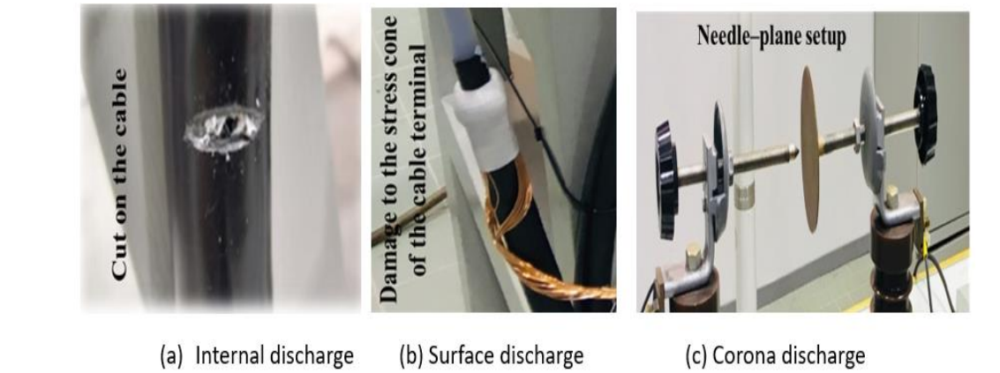 Cut on the cable
Damage to the stress cone
of the cable terminal
Needle–plane setup
(a) Internal discharge
(b) Surface discharge
(c) Corona discharge